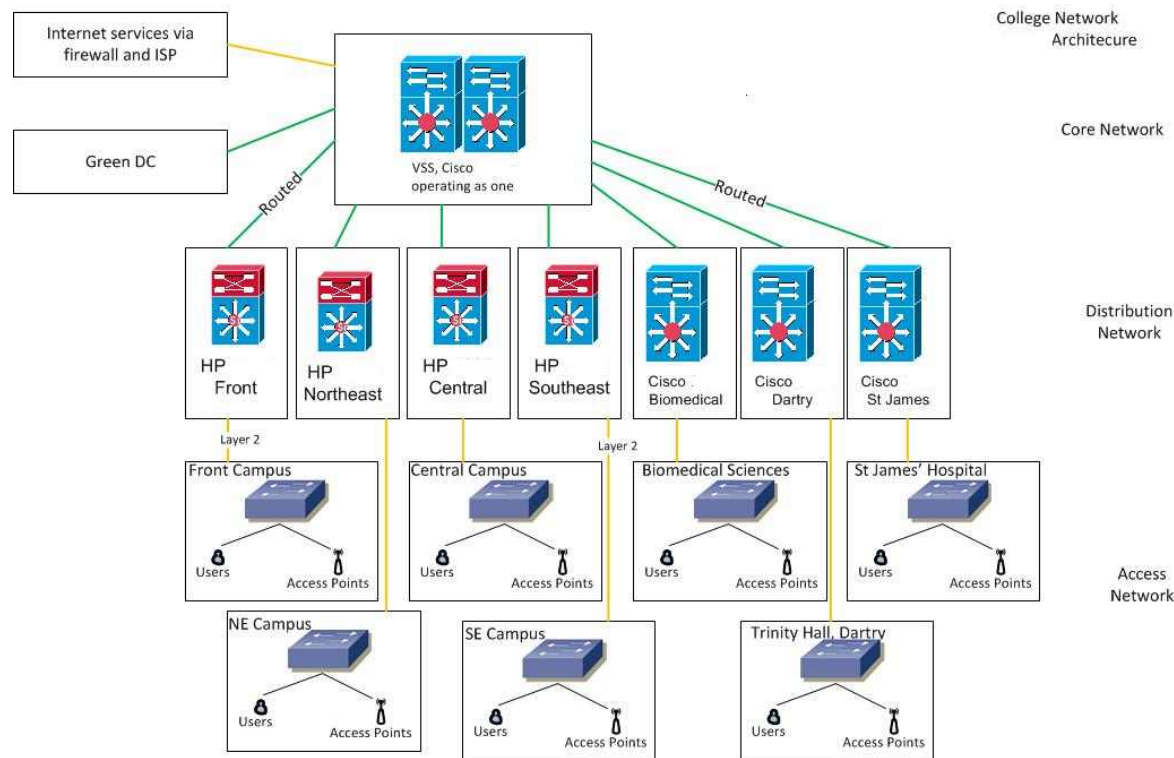 College Network
Architecure
Internet services via
firewall and ISP
Core Network
Green DC
VSS, Cisco
operating as one
Routed
Routed
Distribution
Network
HP
Front
HP
Northeast
HP
Central
HP
Southeast
Cisco
Biomedical
Cisco
Dartry
Cisco
St James
Layer 2
Layer 2
Front Campus
Users
Access Points
Central Campus
Users
Access Points
Biomedical Sciences
Users
Access Points
St James' Hospital
Users
Access Points
Access
Network
NE Campus
Users
Access Points
SE Campus
Users
Access Points
Trinity Hall, Dartry
Users
Access Points